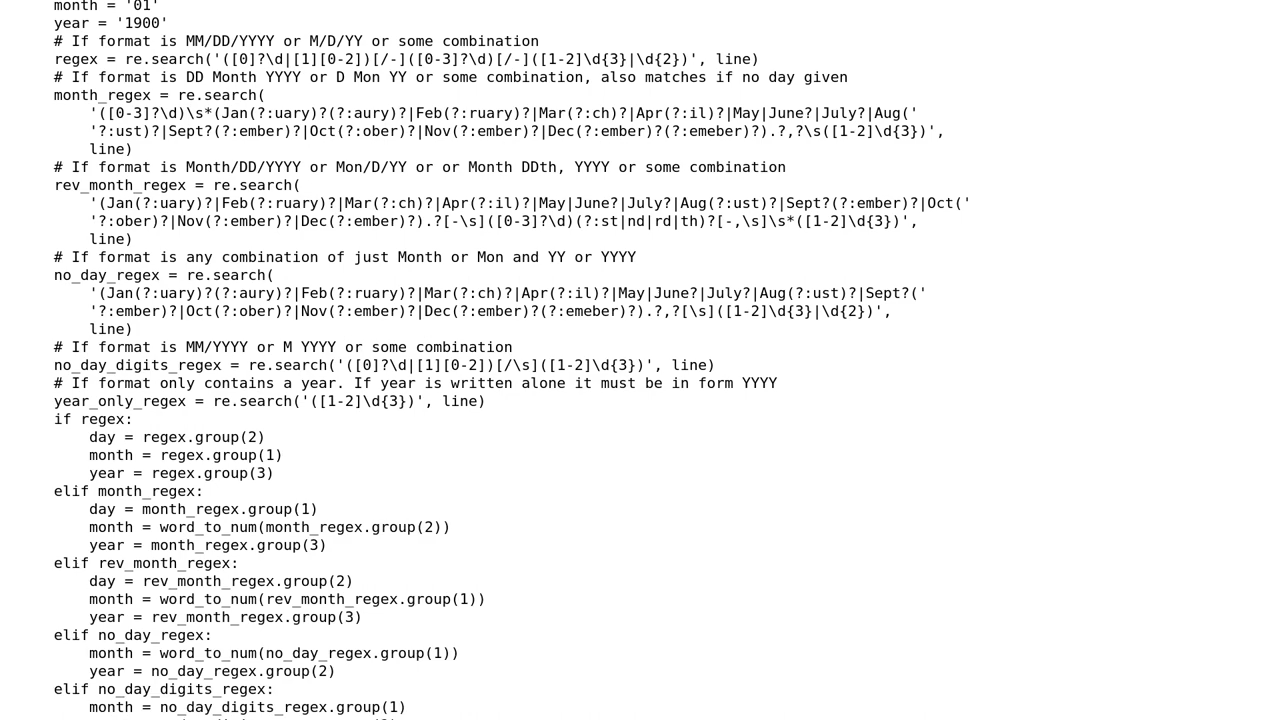 month = '01'
year = '1900'
# If format is MM/DD/YYYY or M/D/YY or some combination
regex = re.search('([0]?\d|[1][0-2])[/-]([0-3]?\d)[/-]([1-2]\d{3}|\d{2})', line)
# If format is DD Month YYYY or D Mon YY or some combination, also matches if no day given
month_regex = re.search(
'([0-3]?\d)\s*(Jan(?:uary)?(?:aury)?|Feb(?:ruary)?|Mar(?:ch)?|Apr(?:il)?|May|June?|July?|Aug('
'?:ust)?|Sept?(?:ember)?|Oct(?:ober)?|Nov(?:ember)?|Dec(?:ember)?(?:emeber)?).?,?\s([1-2]\d{3})',
line)
# If format is Month/DD/YYYY or Mon/D/YY or or Month DDth, YYYY or some combination
rev_month_regex = re.search(
'(Jan(?:uary)?|Feb(?:ruary)?|Mar(?:ch)?|Apr(?:il)?|May|June?|July?|Aug(?:ust)?|Sept?(?:ember)?|Oct('
'?:ober)?|Nov(?:ember)?|Dec(?:ember)?).?[-\s]([0-3]?\d)(?:st|nd|rd|th)?[-,\s]\s*([1-2]\d{3})',
line)
# If format is any combination of just Month or Mon and YY or YYYY
no_day_regex = re.search(
'(Jan(?:uary)?(?:aury)?|Feb(?:ruary)?|Mar(?:ch)?|Apr(?:il)?|May|June?|July?|Aug(?:ust)?|Sept?('
'?:ember)?|Oct(?:ober)?|Nov(?:ember)?|Dec(?:ember)?(?:emeber)?).?,?[\s]([1-2]\d{3}|\d{2})',
line)
# If format is MM/YYYY or M YYYY or some combination
no_day_digits_regex = re.search('([0]?\d|[1][0-2])[/\s]([1-2]\d{3})', line)
# If format only contains a year. If year is written alone it must be in form YYYY
year_only_regex = re.search('([1-2]\d{3})', line)
if regex:
day = regex.group(2)
month = regex.group(1)
year = regex.group(3)
elif month_regex:
day = month_regex.group(1)
month = word_to_num(month_regex.group(2))
year = month_regex.group(3)
elif rev_month_regex:
day = rev_month_regex.group(2)
month = word_to_num(rev_month_regex.group(1))
year = rev_month_regex.group(3)
elif no_day_regex:
month = word_to_num(no_day_regex.group(1))
year = no_day_regex.group(2)
elif no_day_digits_regex:
month = no_day_digits_regex.group(1)